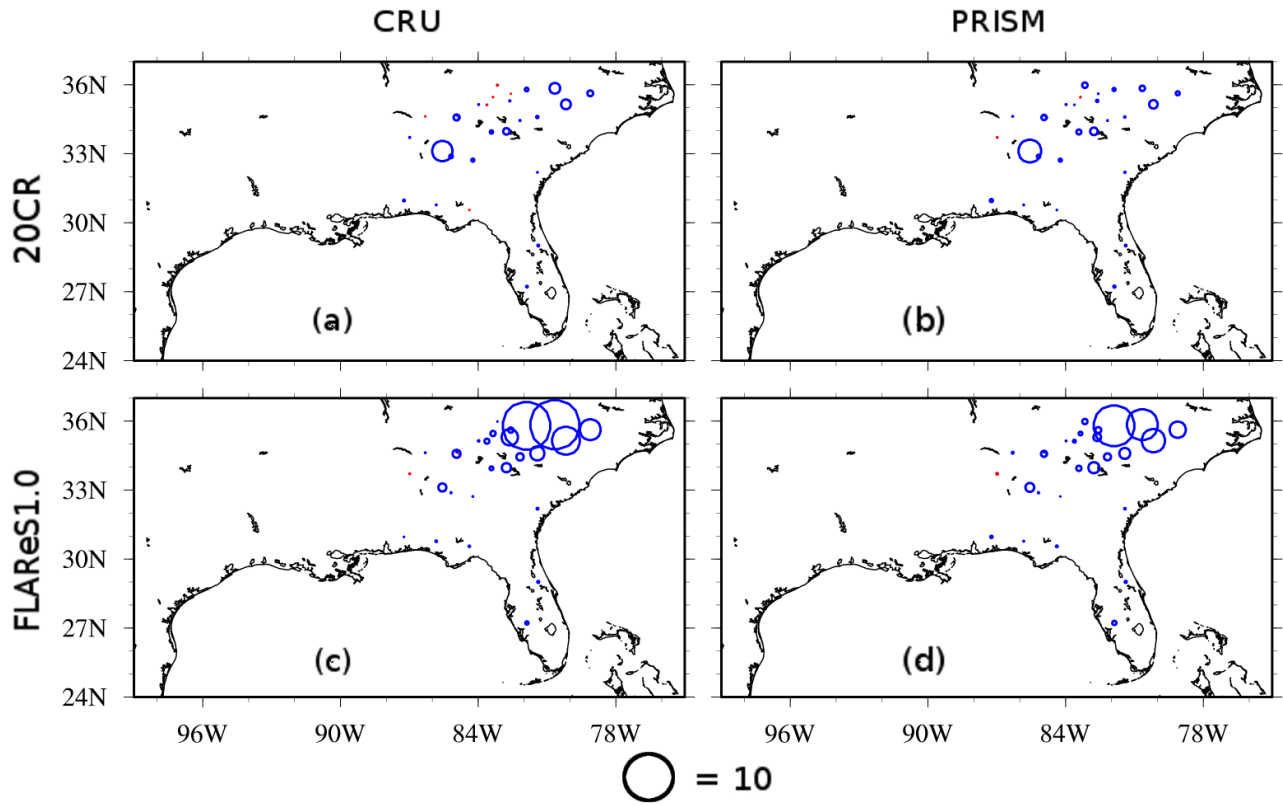 CRU PRISM
36N
33N
30N
27N
24N
20CR
(a) (b)
36N
33N
30N
27N
24N
FLAReS1.0
(c) (d)
96W 90W 84W 78W 96W 90W 84W 78W
= 10